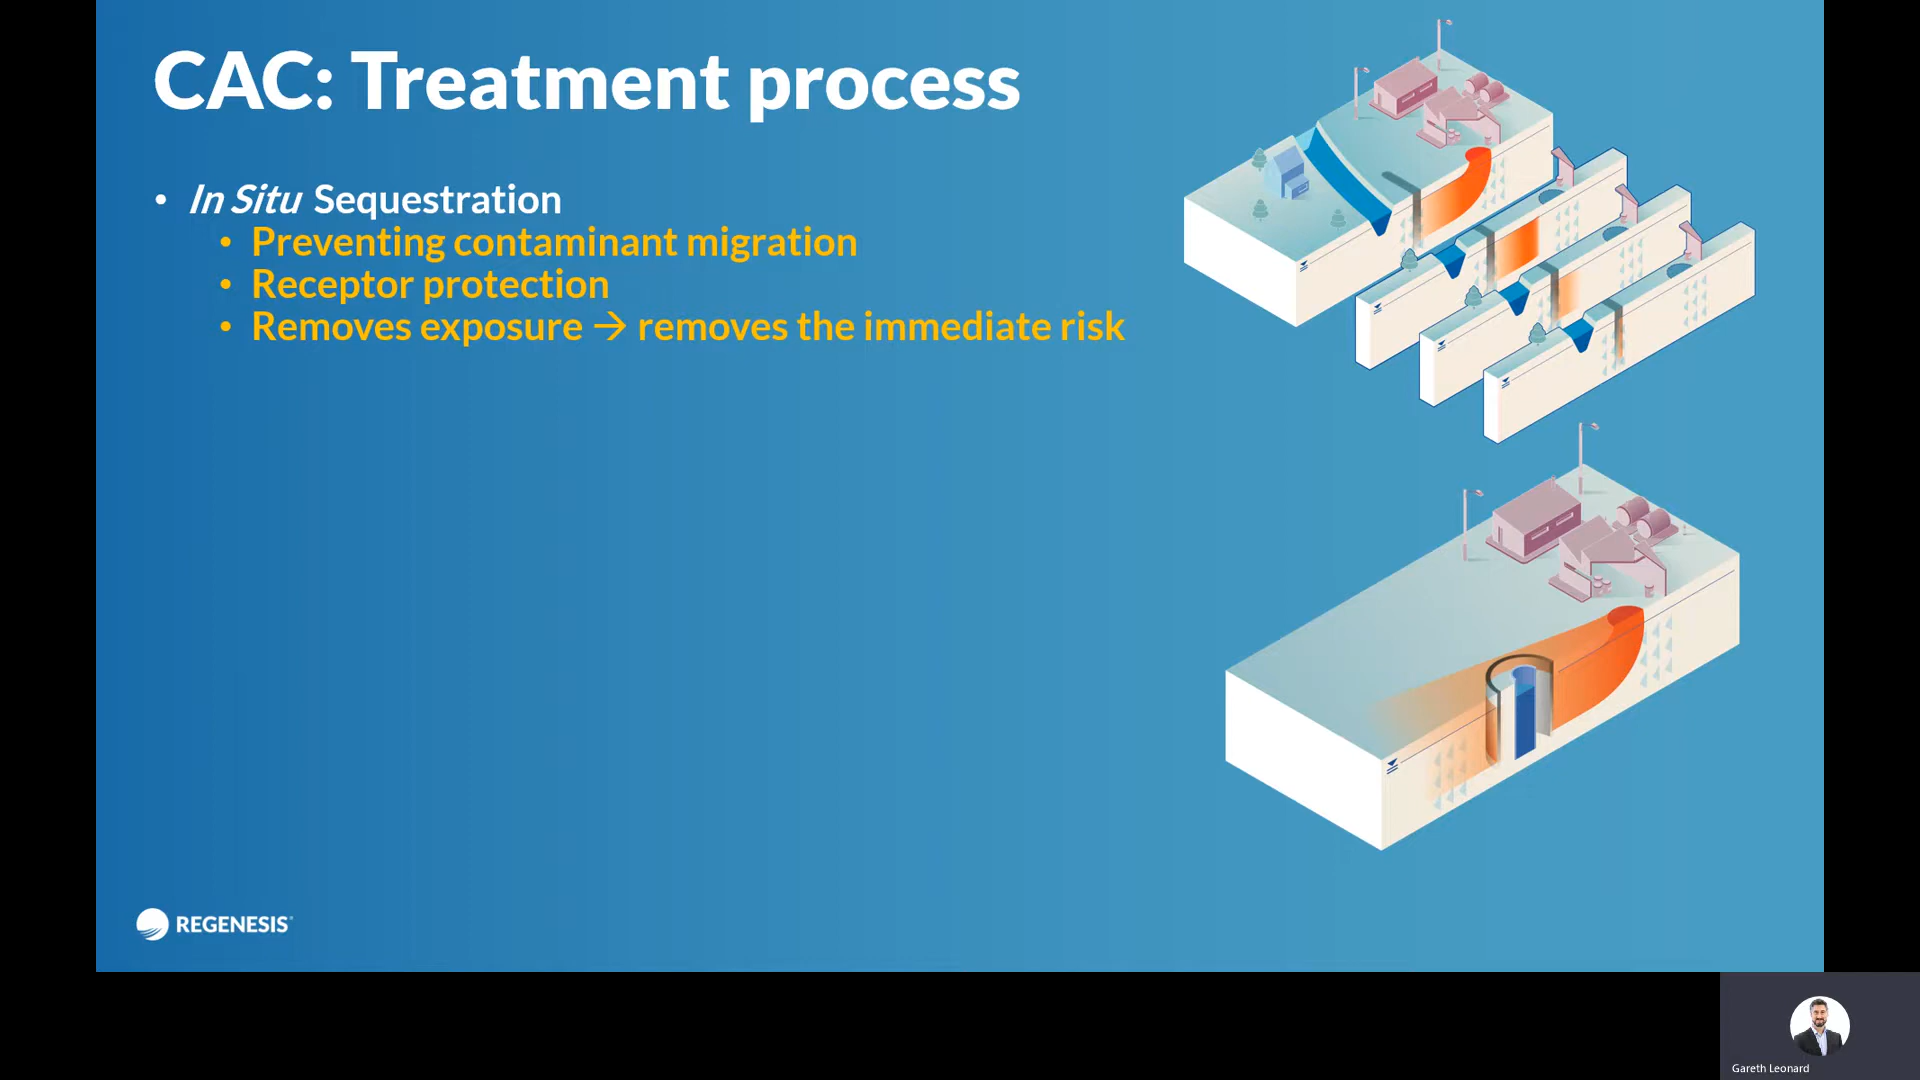 CAC: Treatment process
• In Situ Sequestration
• Preventing contaminant migration
• Receptor protection
• Removes exposure → removes the immediate risk
REGENESIS
Gareth Leonard